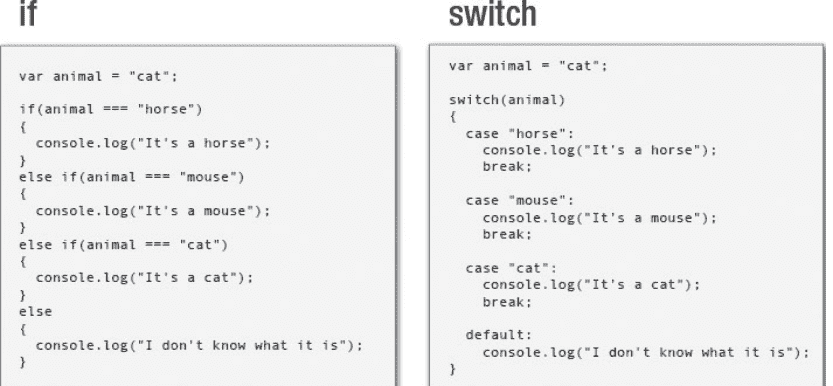 if
var animal = "cat";
if(animal === "horse")
{
  console.log("It's a horse");
}
else if(animal === "mouse")
{
  console.log("It's a mouse");
}
else if(animal === "cat")
{
  console.log("It's a cat");
}
else
{
  console.log("I don't know what it is");
}
switch
var animal = "cat";
switch(animal)
{
  case "horse":
    console.log("It's a horse");
    break;
  case "mouse":
    console.log("It's a mouse");
    break;
  case "cat":
    console.log("It's a cat");
    break;
  default:
    console.log("I don't know what it is");
}